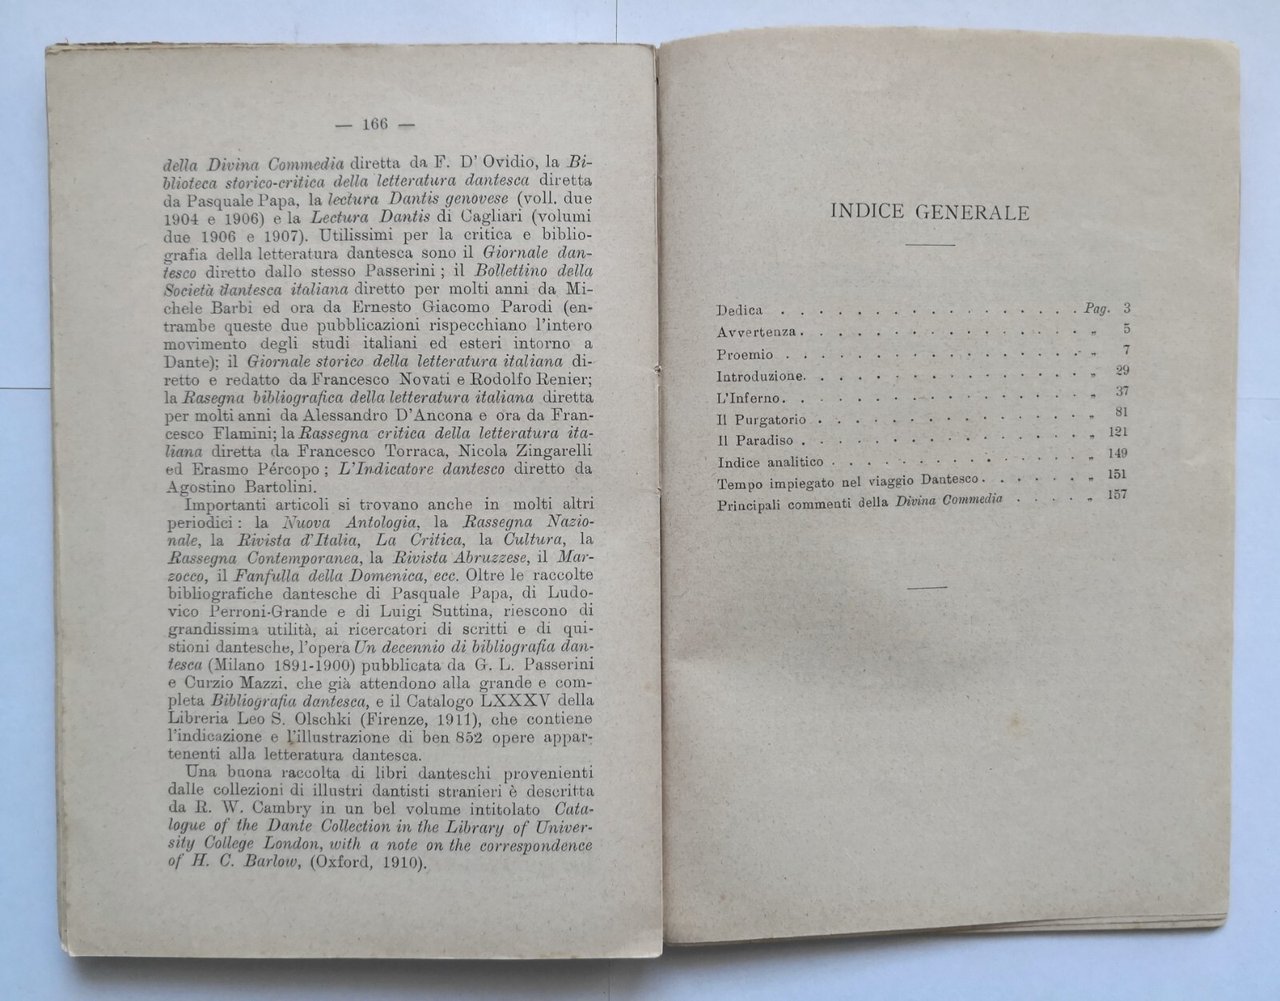 — 166 —
della Divina Commedia diretta da F. D' Ovidio, la Bi-
blioteca storico-critica della letteratura dantesca diretta
da Pasquale Papa, la lectura Dantis genovese (voll. due
1904 e 1906) e la Lectura Dantis di Cagliari (volumi
due 1906 e 1907). Utilissimi per la critica e biblio-
grafia della letteratura dantesca sono il Giornale dan-
tesco diretto dallo stesso Passerini ; il Bollettino della
Società dantesca italiana diretto per molti anni da Mi-
chele Barbi ed ora da Ernesto Giacomo Parodi (en-
trambe queste due pubblicazioni rispecchiano l'intero
movimento degli studi italiani ed esteri intorno a
Dante); il Giornale storico della letteratura italiana di-
retto e redatto da Francesco Novati e Rodolfo Renier;
la Rasegna bibliografica della letteratura italiana diretta
per molti anni da Alessandro D'Ancona e ora da Fran-
cesco Flamini; la Rassegna critica della letteratura ita-
liana diretta da Francesco Torraca, Nicola Zingarelli
ed Erasmo Pércopo ; L'Indicatore dantesco diretto da
Agostino Bartolini.
Importanti articoli si trovano anche in molti altri
periodici : la Nuova Antologia, la Rassegna Nazio-
nale, la Rivista d'Italia, La Critica, la Cultura, la
Rassegna Contemporanea, la Rivista Abruzzese, il Mar-
zocco, il Fanfulla della Domenica, ecc. Oltre le raccolte
bibliografiche dantesche di Pasquale Papa, di Ludo-
vico Perroni-Grande e di Luigi Suttina, riescono di
grandissima utilità, ai ricercatori di scritti e di qui-
stioni dantesche, l'opera Un decennio di bibliografia dan-
tesca (Milano 1891-1900) pubblicata da G. L. Passerini
e Curzio Mazzi, che già attendono alla grande e com-
pleta Bibliografia dantesca, e il Catalogo LXXXV della
Libreria Leo S. Olschki (Firenze, 1911), che contiene
l'indicazione e l'illustrazione di ben 852 opere appar-
tenenti alla letteratura dantesca.
Una buona raccolta di libri danteschi provenienti
dalle collezioni di illustri dantisti stranieri è descritta
da R. W. Cambry in un bel volume intitolato Cata-
logue of the Dante Collection in the Library of Univer-
sity College London, with a note on the correspondence
of H. C. Barlow, (Oxford, 1910).
INDICE GENERALE
Dedica . . . . . . . . . . . . . . . . . Pag. 3
Avvertenza . . . . . . . . . . . . . . . . „ 5
Proemio . . . . . . . . . . . . . . . . . „ 7
Introduzione. . . . . . . . . . . . . . . . „ 29
L'Inferno. . . . . . . . . . . . . . . . . „ 37
Il Purgatorio . . . . . . . . . . . . . . . „ 81
Il Paradiso . . . . . . . . . . . . . . . . „ 121
Indice analitico . . . . . . . . . . . . . . „ 149
Tempo impiegato nel viaggio Dantesco . . . . . . „ 151
Principali commenti della Divina Commedia . . . . „ 157